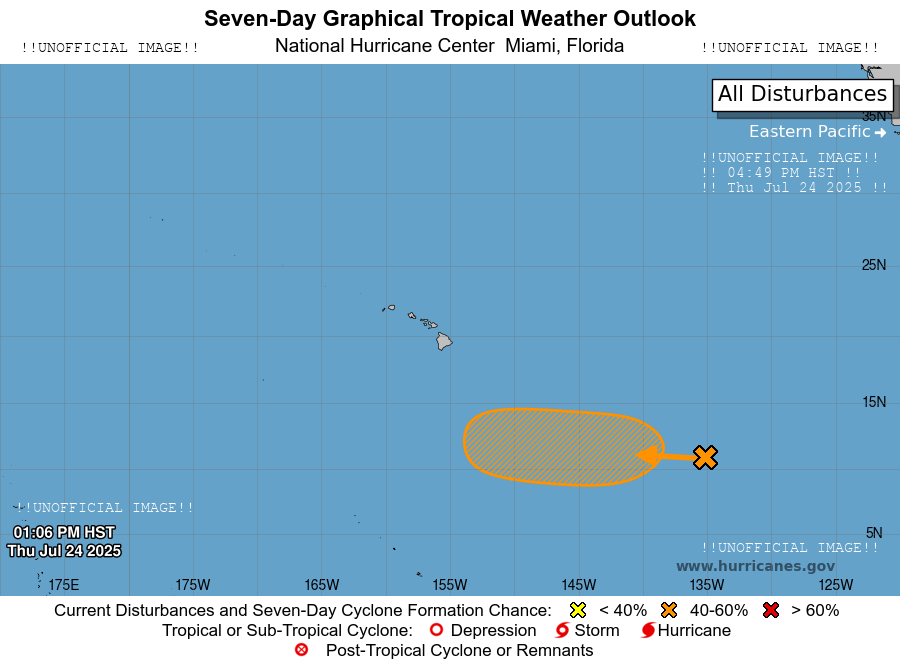 Seven-Day Graphical Tropical Weather Outlook
!!UNOFFICIAL IMAGE!! National Hurricane Center Miami, Florida !!UNOFFICIAL IMAGE!!
All Disturbances
35N
Eastern Pacific
!!UNOFFICIAL IMAGE!!
!! 04:49 PM HST !!
!! Thu Jul 24 2025 !!
25N
15N
!!UNOFFICIAL IMAGE!!
01:06 PM HST
Thu Jul 24 2025
5N
!!UNOFFICIAL IMAGE!!
www.hurricanes.gov
175E 175W 165W 155W 145W 135W 125W
Current Disturbances and Seven-Day Cyclone Formation Chance: < 40% 40-60% > 60%
Tropical or Sub-Tropical Cyclone: Depression Storm Hurricane
Post-Tropical Cyclone or Remnants